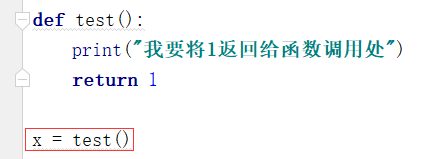 def test():
    print("我要将1返回给函数调用处")
    return 1
x = test()